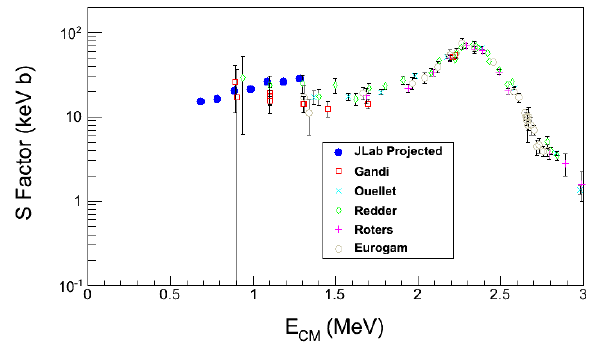 S Factor (keV b)
10²
10
1
10⁻¹
JLab Projected
Gandi
Ouellet
Redder
Roters
Eurogam
0 0.5 1 1.5 2 2.5 3
E_CM (MeV)